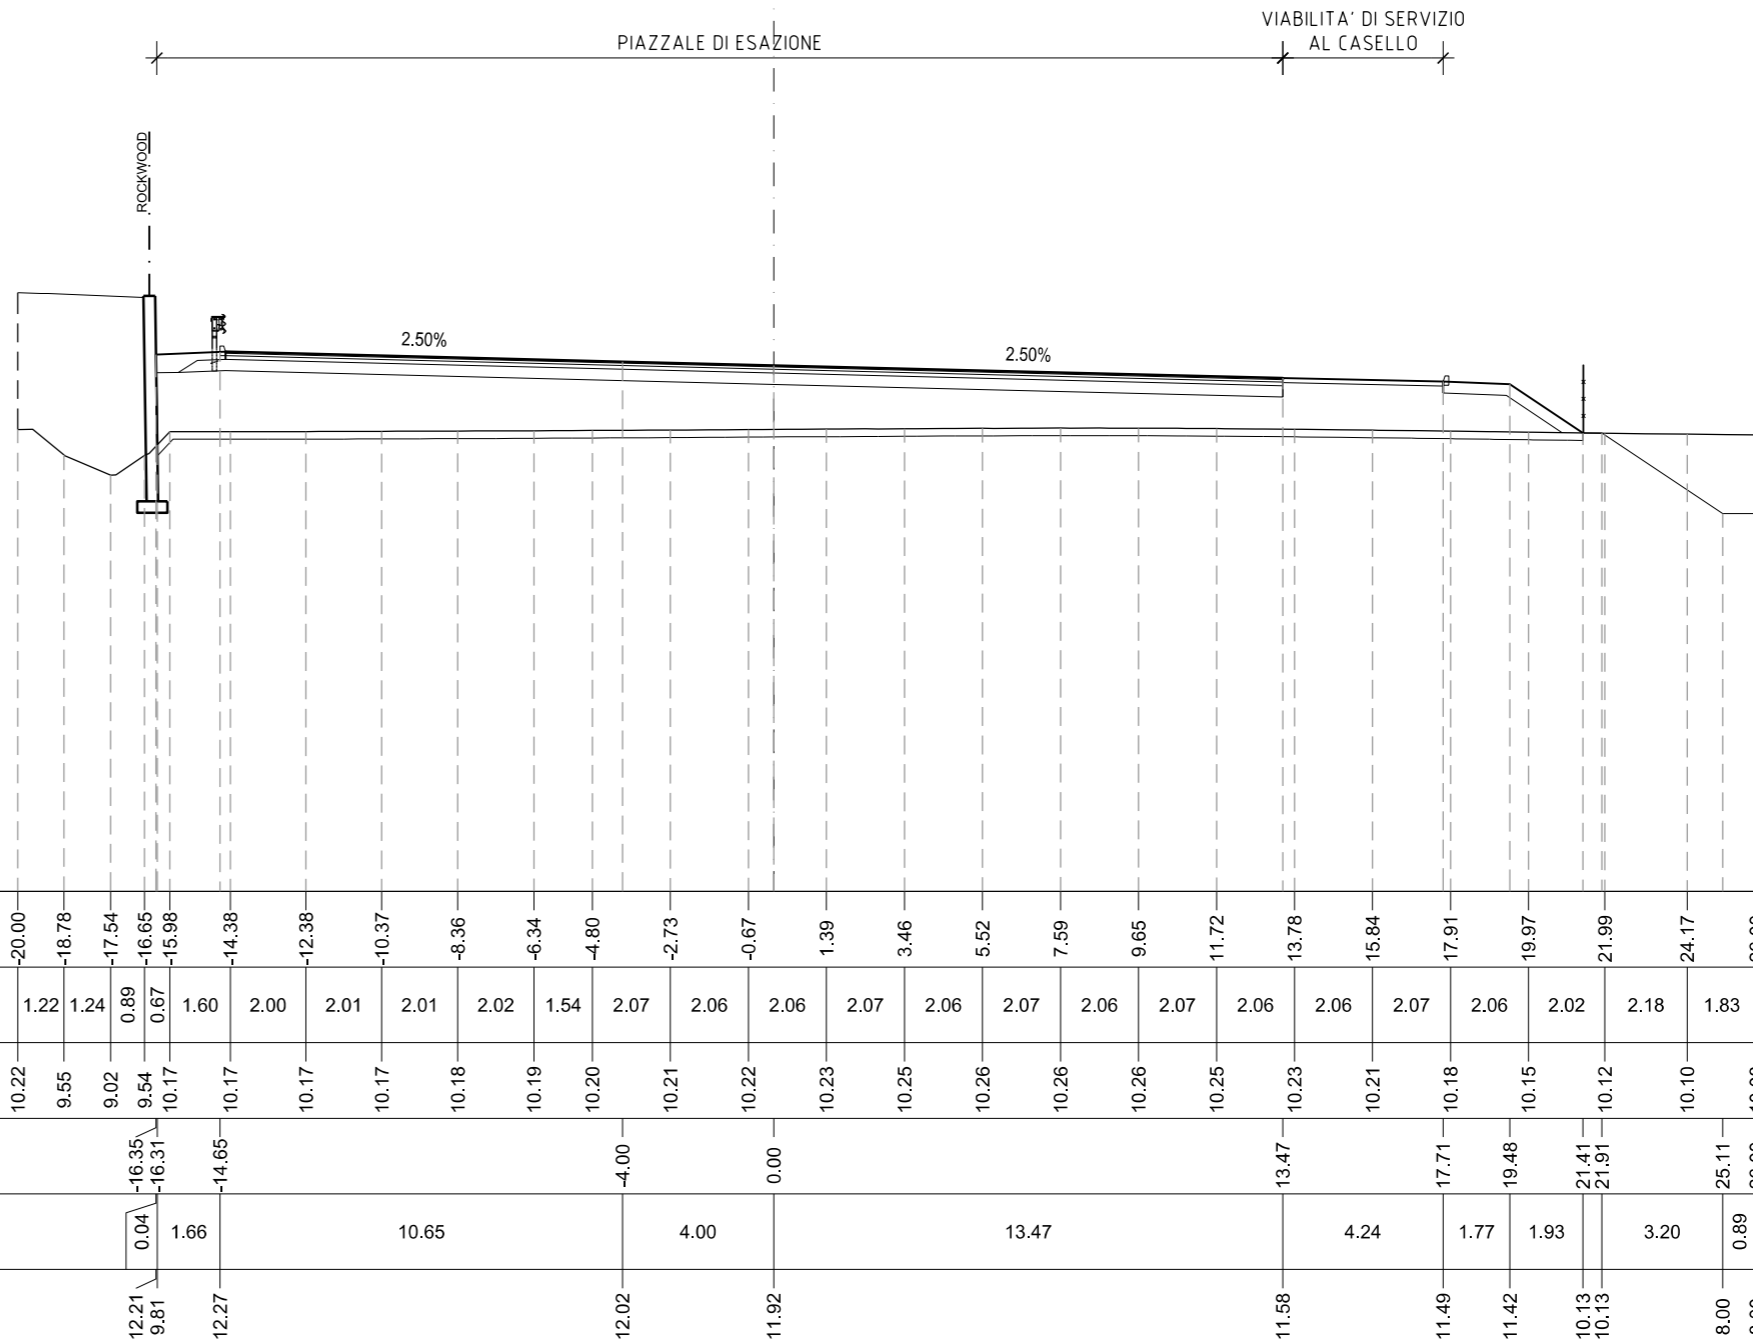 VIABILITA' DI SERVIZIO
PIAZZALE DI ESAZIONE
AL CASELLO
ROCKWOOD
2.50%
2.50%
-20.00 -18.78 -17.54 -16.65 -15.98 -14.38 -12.38 -10.37 -8.36 -6.34 -4.80 -2.73 -0.67 1.39 3.46 5.52 7.59 9.65 11.72 13.78 15.84 17.91 19.97 21.99 24.17
1.22 1.24 0.89 0.67 1.60 2.00 2.01 2.01 2.02 1.54 2.07 2.06 2.06 2.07 2.06 2.07 2.06 2.07 2.06 2.06 2.07 2.06 2.02 2.18 1.83
10.22 9.55 9.02 9.54 10.17 10.17 10.17 10.17 10.18 10.19 10.20 10.21 10.22 10.23 10.25 10.26 10.26 10.26 10.25 10.23 10.21 10.18 10.15 10.12 10.10
-16.35 -16.31 -14.65 -4.00 0.00 13.47 17.71 19.48 21.41 21.91 25.11
0.04 1.66 10.65 4.00 13.47 4.24 1.77 1.93 3.20 0.89
12.21 9.81 12.27 12.02 11.92 11.58 11.49 11.42 10.13 10.13 8.00